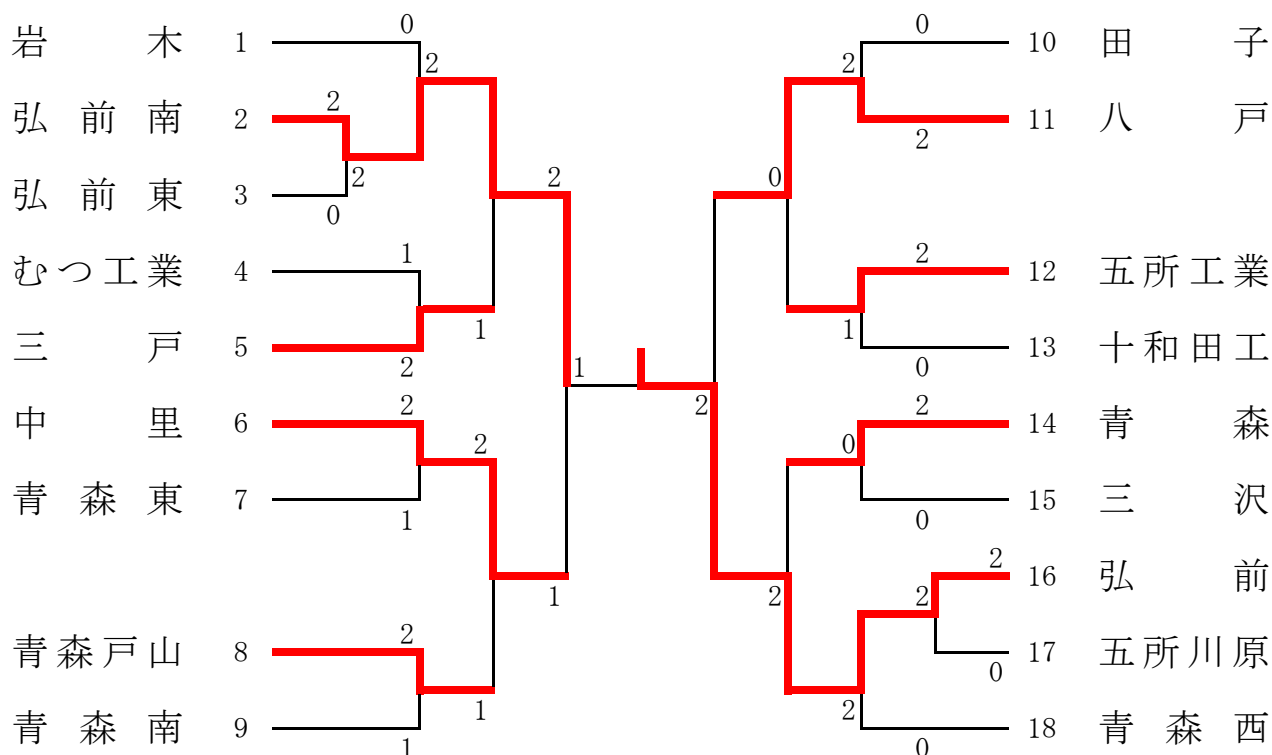 岩木 1 0 0 10 田子
2 2
弘前南 2 2 2 11 八戸
弘前東 3 0 2 2 0
むつ工業 4 1 2 12 五所工業
三戸 5 2 1 1 0 13 十和田工
1 2
中里 6 2 2 14 青森
2 0
青森東 7 1 0 15 三沢
1 2 2 2 16 弘前
青森戸山 8 2 0 17 五所川原
1 2
青森南 9 1 0 18 青森西